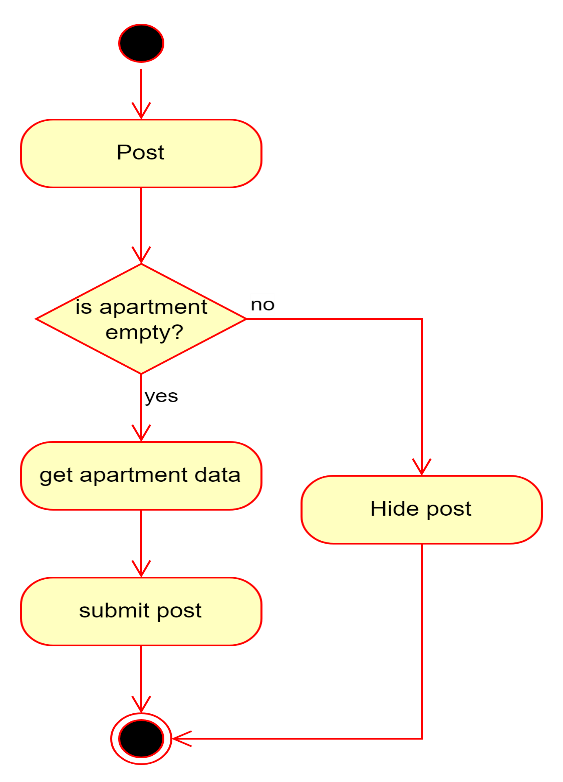 Post
is apartment
empty?
no
yes
get apartment data
Hide post
submit post